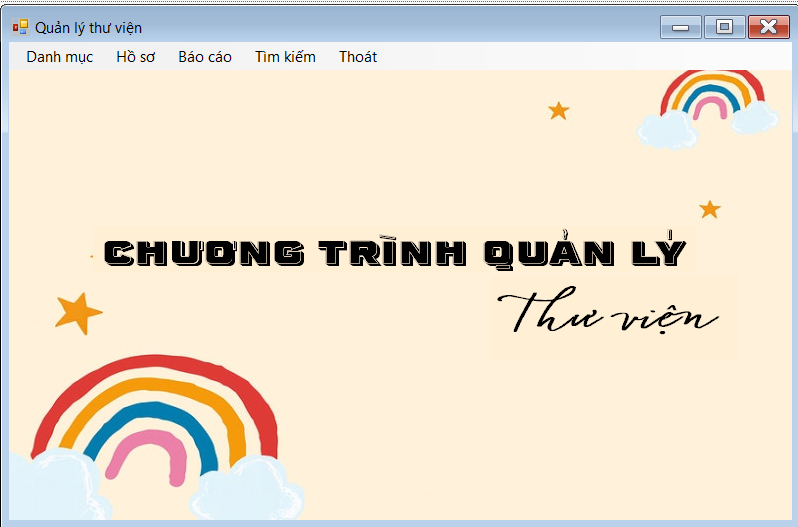 Quản lý thư viện
Danh mục Hồ sơ Báo cáo Tìm kiếm Thoát
CHƯƠNG TRÌNH QUẢN LÝ
Thư viện